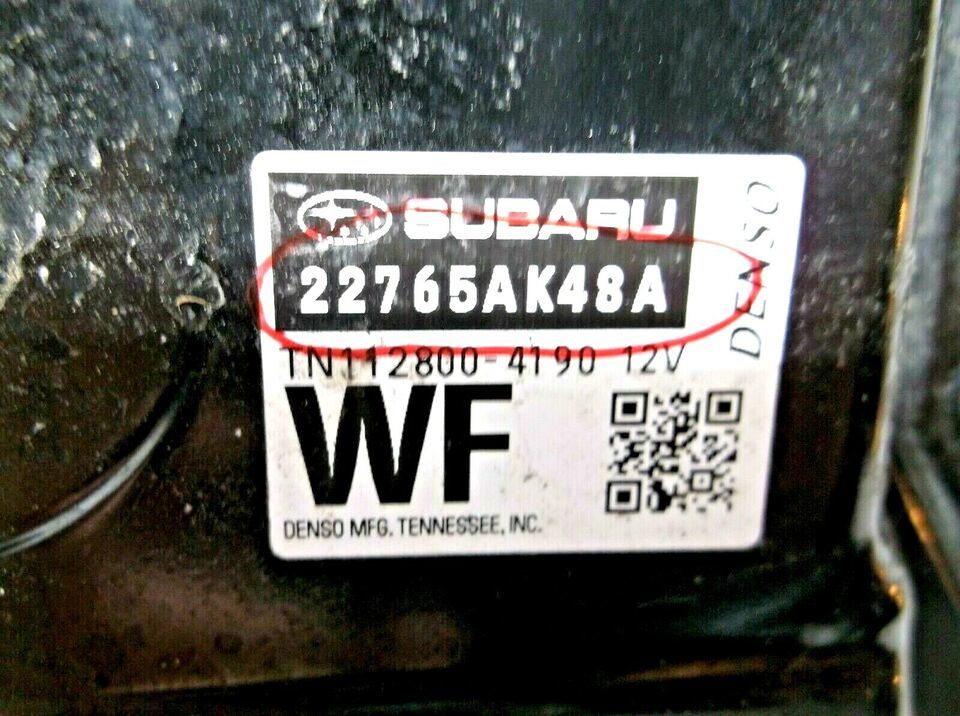 SUBARU
22765AK48A
TN112800-4190 12V
WF
DENSO MFG. TENNESSEE, INC.
DENSO